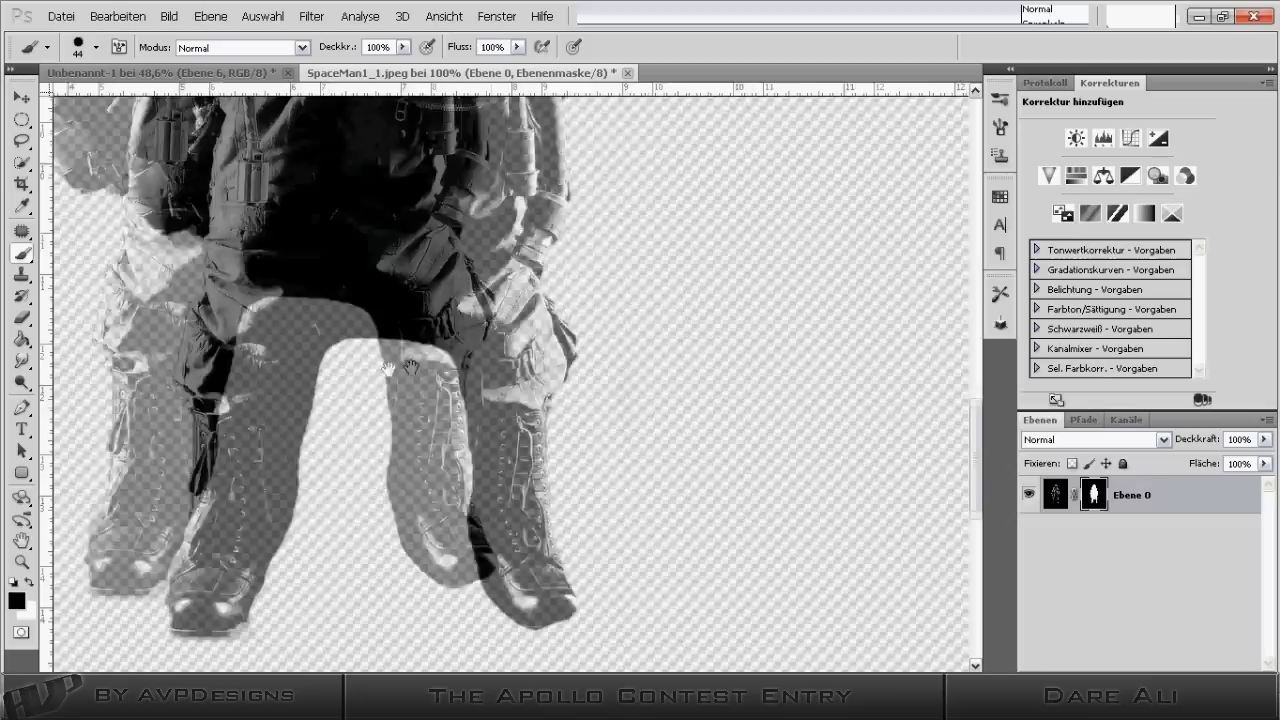 Ps Datei Bearbeiten Bild Ebene Auswahl Filter Analyse 3D Ansicht Fenster Hilfe Normal
44 Modus: Normal Deckkr.: 100% Fluss: 100%
Unbenannt-1 bei 48,6% (Ebene 6, RGB/8) * SpaceMan1_1.jpeg bei 100% (Ebene 0, Ebenenmaske/8) *
Protokoll Korrekturen
Korrektur hinzufügen
Tonwertkorrektur - Vorgaben
Gradationskurven - Vorgaben
Belichtung - Vorgaben
Farbton/Sättigung - Vorgaben
Schwarzweiß - Vorgaben
Kanalmixer - Vorgaben
Sel. Farbkorr. - Vorgaben
Ebenen Pfade Kanäle
Normal Deckkraft: 100%
Fixieren: Fläche: 100%
Ebene 0
AVP BY AVPDESIGNS THE APOLLO CONTEST ENTRY DARE ALI